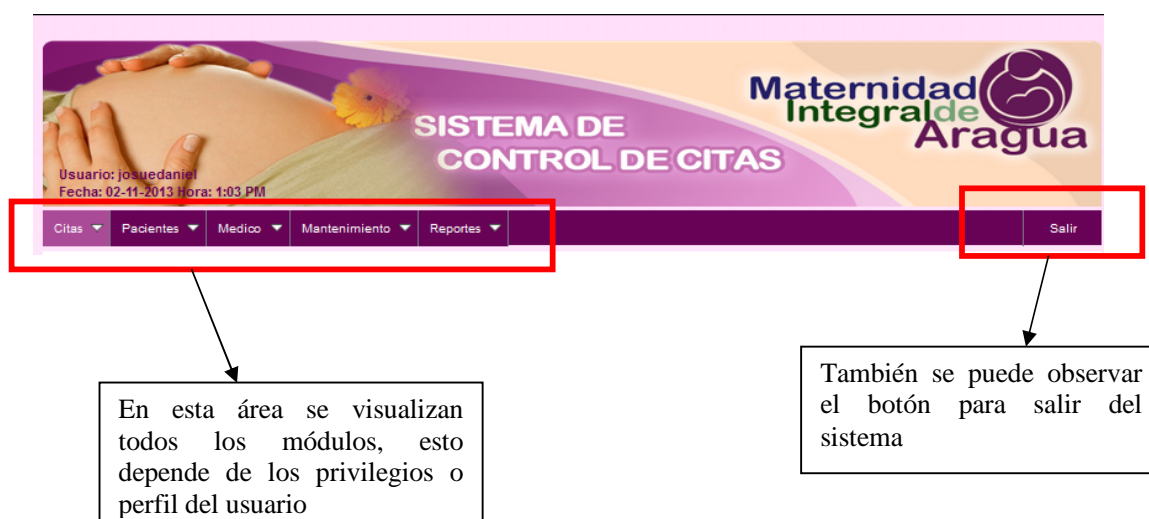 Maternidad
Integral de
Aragua
SISTEMA DE
CONTROL DE CITAS
Usuario: josuedaniel
Fecha: 02-11-2013 Hora: 1:03 PM
Citas Pacientes Medico Mantenimiento Reportes Salir
En esta área se visualizan
todos los módulos, esto
depende de los privilegios o
perfil del usuario
También se puede observar
el botón para salir del
sistema